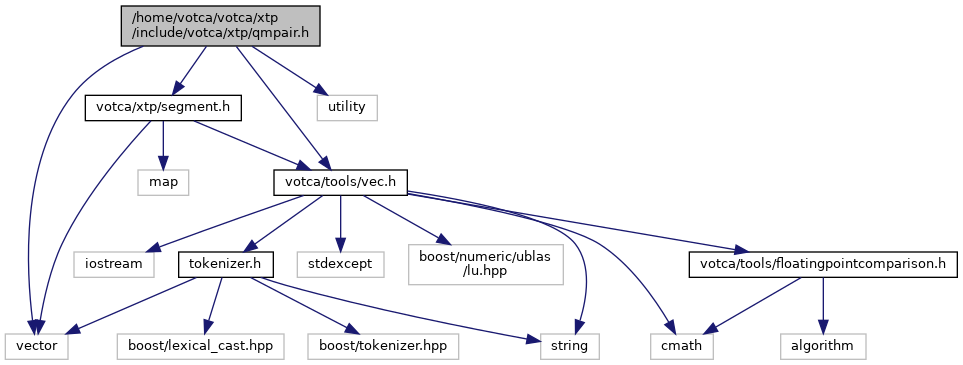 /home/votca/votca/xtp
/include/votca/xtp/qmpair.h
votca/xtp/segment.h
utility
map
votca/tools/vec.h
iostream
tokenizer.h
stdexcept
boost/numeric/ublas
/lu.hpp
votca/tools/floatingpointcomparison.h
vector
boost/lexical_cast.hpp
boost/tokenizer.hpp
string
cmath
algorithm